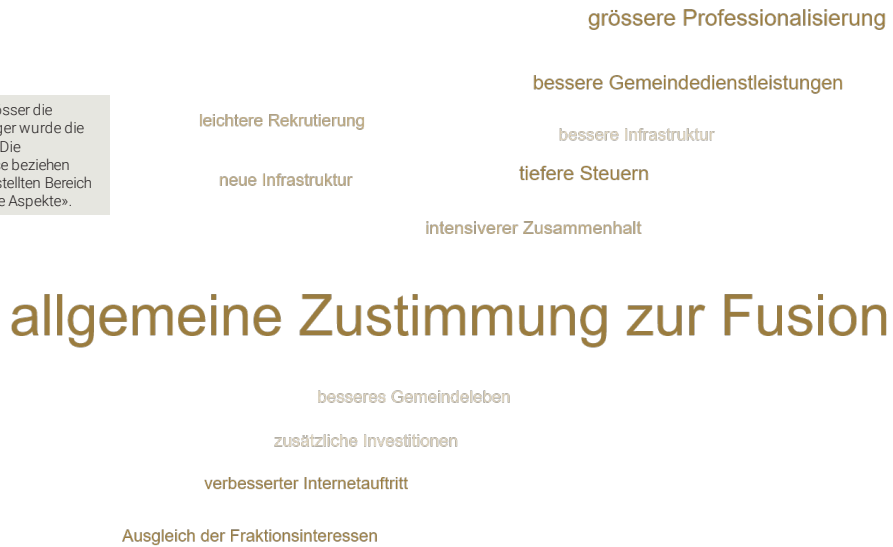 grössere Professionalisierung
bessere Gemeindedienstleistungen
sser die
ger wurde die
Die
e beziehen
stellten Bereich
e Aspekte».
leichtere Rekrutierung
bessere Infrastruktur
neue Infrastruktur
tiefere Steuern
intensiverer Zusammenhalt
allgemeine Zustimmung zur Fusion
besseres Gemeindeleben
zusätzliche Investitionen
verbesserter Internetauftritt
Ausgleich der Fraktionsinteressen